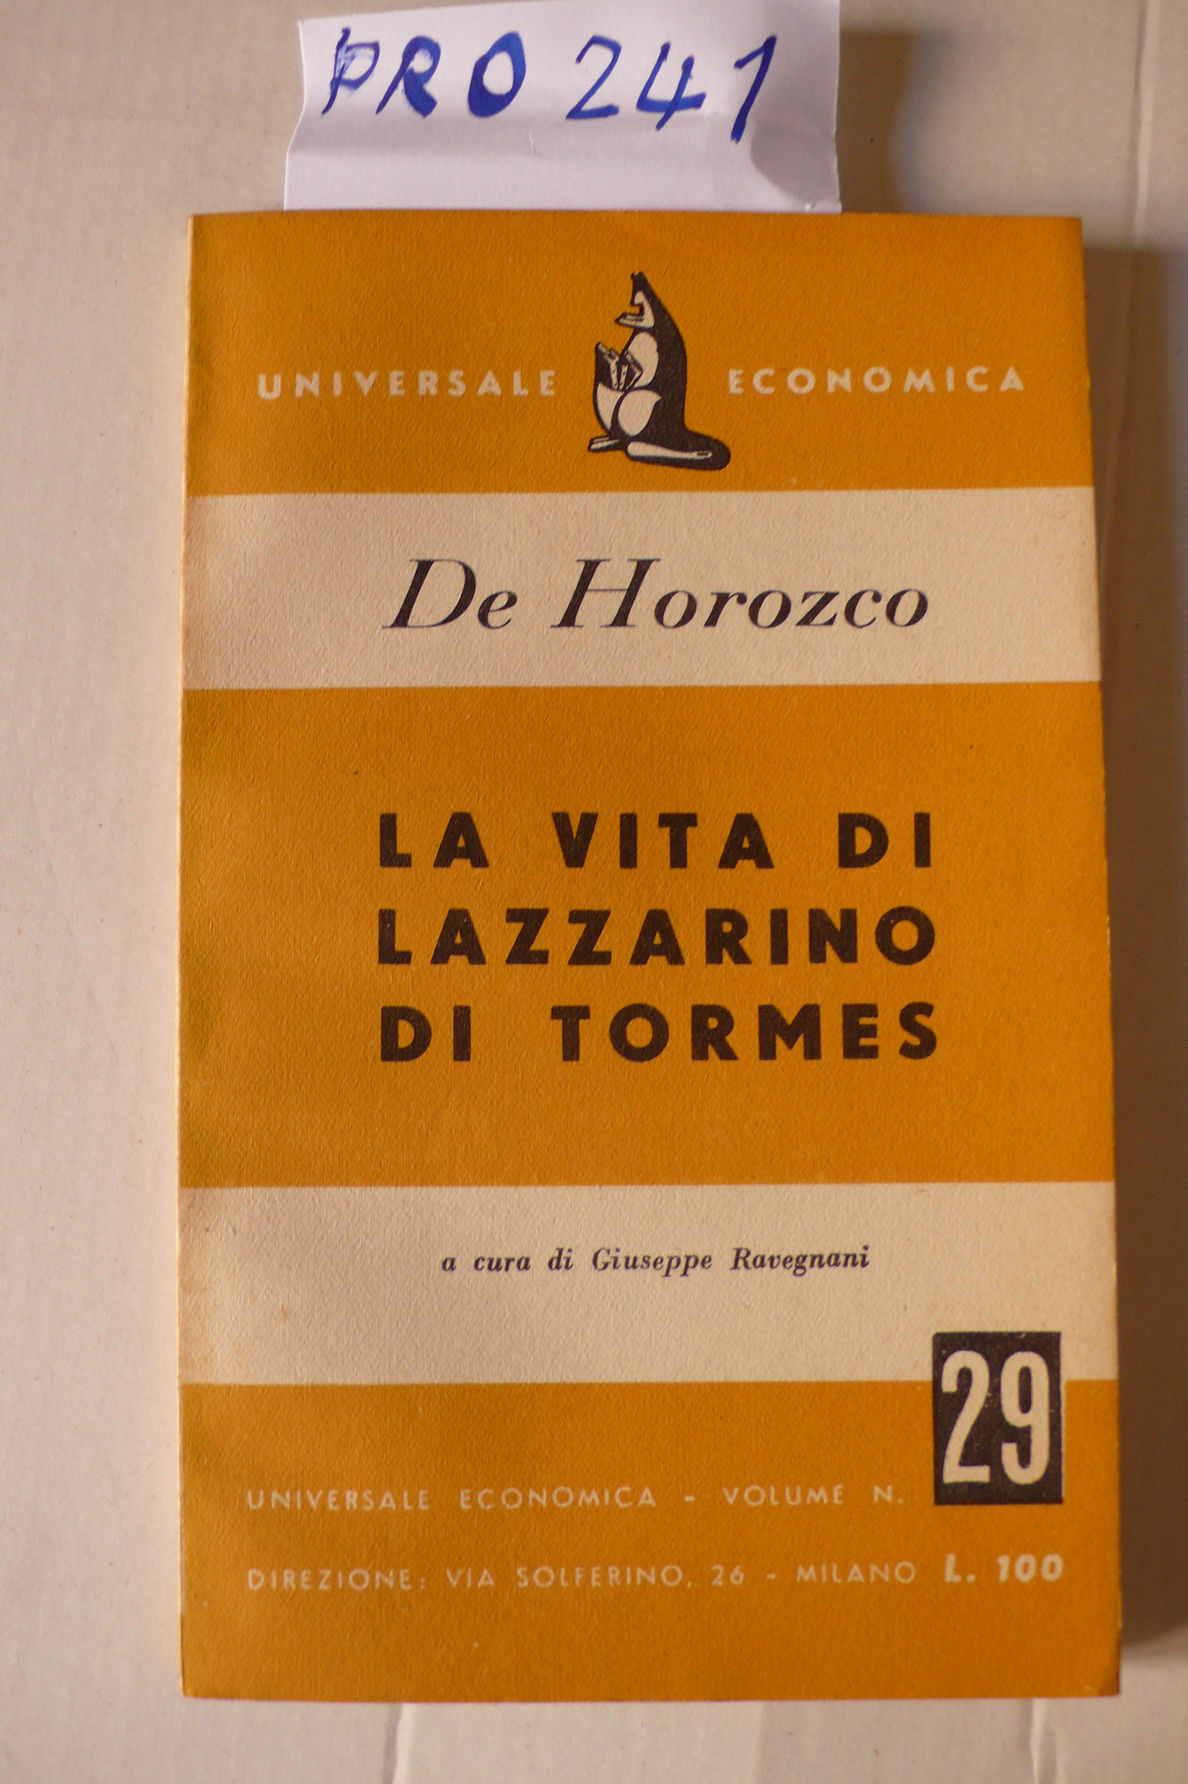 PRO 241
UNIVERSALE ECONOMICA
De Horozco
LA VITA DI
LAZZARINO
DI TORMES
a cura di Giuseppe Ravegnani
UNIVERSALE ECONOMICA - VOLUME N. 29
DIREZIONE: VIA SOLFERINO, 26 - MILANO L. 100